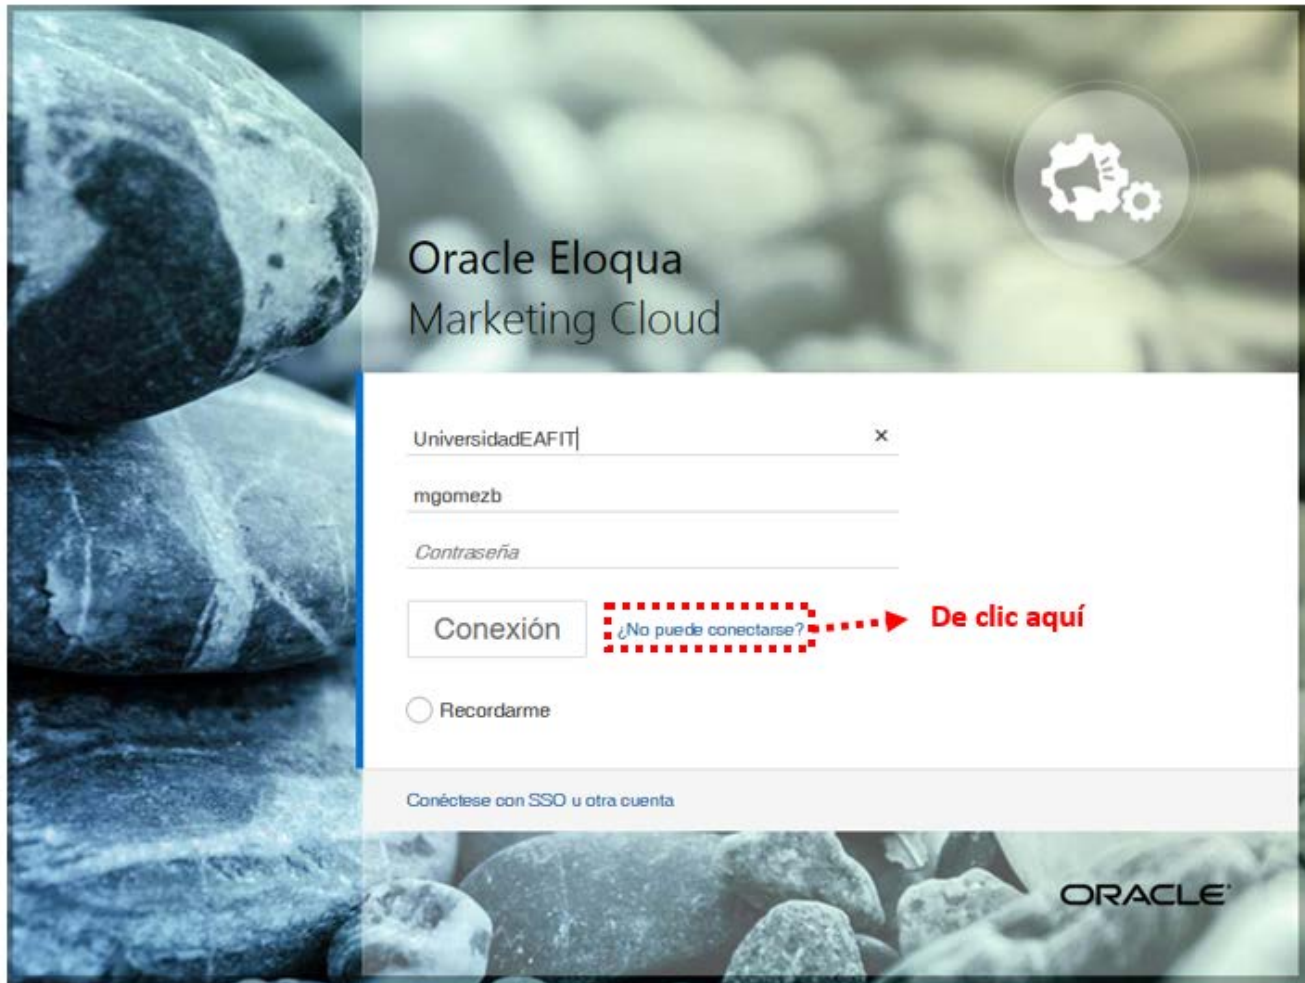 Oracle Eloqua
Marketing Cloud
UniversidadEAFIT
×
mgomezb
Contraseña
Conexión
¿No puede conectarse?
De clic aquí
Recordarme
Conéctese con SSO u otra cuenta
ORACLE